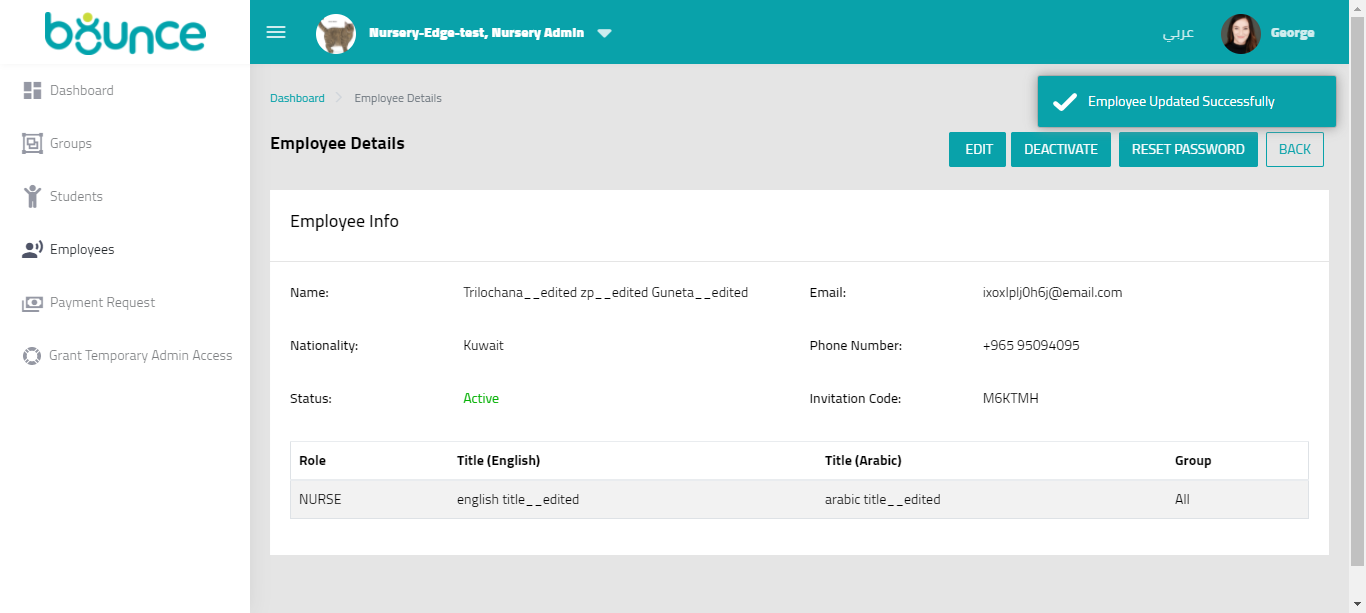 bounce
Nursery-Edge-test, Nursery Admin
عربي
George
Dashboard
Groups
Students
Employees
Payment Request
Grant Temporary Admin Access
Dashboard
Employee Details
Employee Updated Successfully
Employee Details
EDIT
DEACTIVATE
RESET PASSWORD
BACK
Employee Info
Name: Trilochana__edited zp__edited Guneta__edited Email: ixoxlplj0h6j@email.com
Nationality: Kuwait Phone Number: +965 95094095
Status: Active Invitation Code: M6KTMH
Role Title (English) Title (Arabic) Group
NURSE english title__edited arabic title__edited All